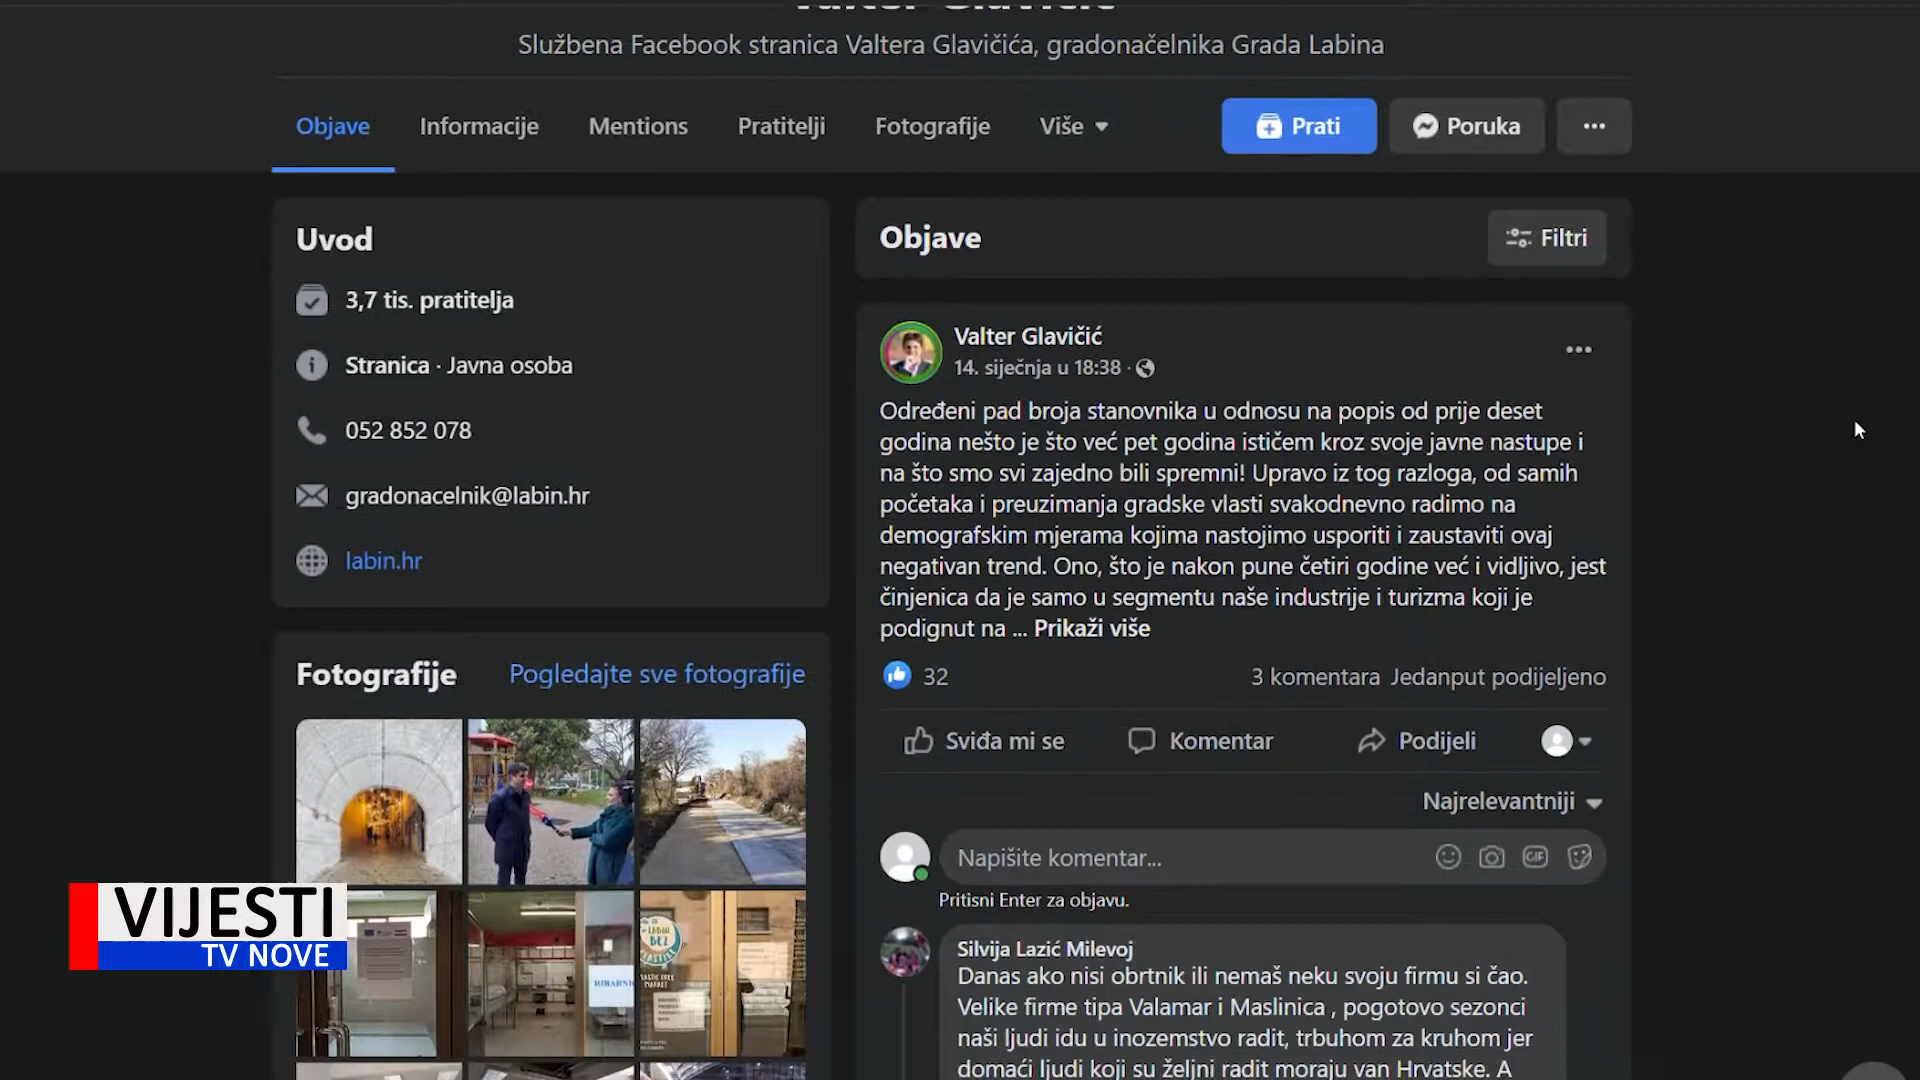 Službena Facebook stranica Valtera Glavičića, gradonačelnika Grada Labina
Objave
Informacije
Mentions
Pratitelji
Fotografije
Više
Prati
Poruka
Uvod
3,7 tis. pratitelja
Stranica · Javna osoba
052 852 078
gradonacelnik@labin.hr
labin.hr
Fotografije
Pogledajte sve fotografije
VIJESTI
TV NOVE
Objave
Filtri
Valter Glavičić
14. siječnja u 18:38 ·
Određeni pad broja stanovnika u odnosu na popis od prije deset
godina nešto je što već pet godina ističem kroz svoje javne nastupe i
na što smo svi zajedno bili spremni! Upravo iz tog razloga, od samih
početaka i preuzimanja gradske vlasti svakodnevno radimo na
demografskim mjerama kojima nastojimo usporiti i zaustaviti ovaj
negativan trend. Ono, što je nakon pune četiri godine već i vidljivo, jest
činjenica da je samo u segmentu naše industrije i turizma koji je
podignut na ... Prikaži više
32
3 komentara Jedanput podijeljeno
Sviđa mi se
Komentar
Podijeli
Najrelevantniji
Napišite komentar...
GIF
Pritisni Enter za objavu.
Silvija Lazić Milevoj
Danas ako nisi obrtnik ili nemaš neku svoju firmu si čao.
Velike firme tipa Valamar i Maslinica , pogotovo sezonci
naši ljudi idu u inozemstvo radit, trbuhom za kruhom jer
domaći ljudi koji su željni radit moraju van Hrvatske. A